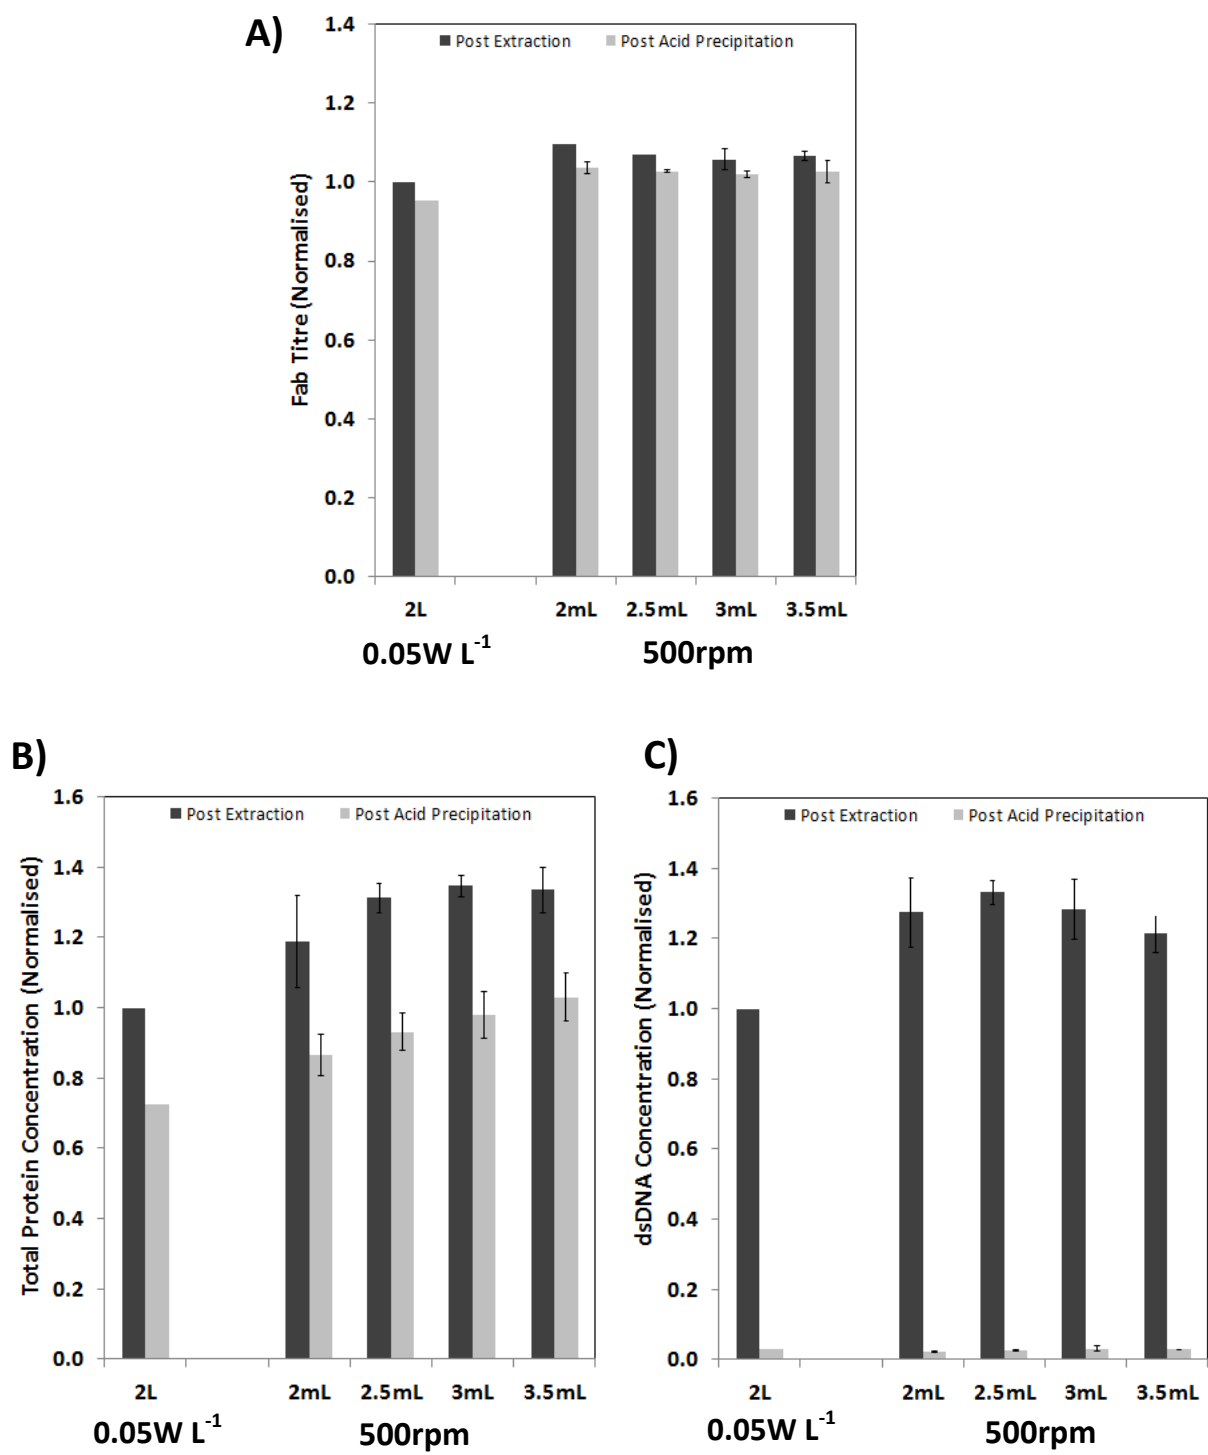 A)
1.4
Post Extraction Post Acid Precipitation
1.2
1.0
0.8
0.6
0.4
0.2
0.0
Fab Titre (Normalised)
2L 2mL 2.5mL 3mL 3.5mL
0.05W L-1 500rpm
B)
1.6
Post Extraction Post Acid Precipitation
1.4
1.2
1.0
0.8
0.6
0.4
0.2
0.0
Total Protein Concentration (Normalised)
2L 2mL 2.5mL 3mL 3.5mL
0.05W L-1 500rpm
C)
1.6
Post Extraction Post Acid Precipitation
1.4
1.2
1.0
0.8
0.6
0.4
0.2
0.0
dsDNA Concentration (Normalised)
2L 2mL 2.5mL 3mL 3.5mL
0.05W L-1 500rpm